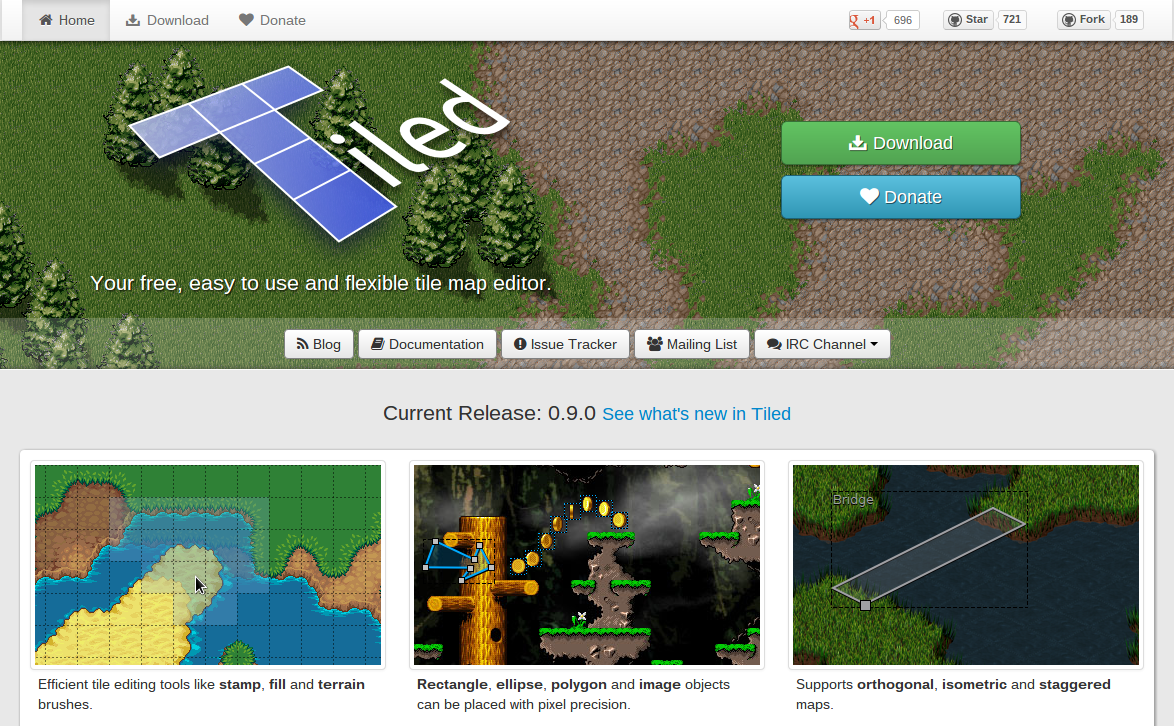 Home Download Donate +1 696 Star 721 Fork 189
Tiled
Download
Donate
Your free, easy to use and flexible tile map editor.
Blog Documentation Issue Tracker Mailing List IRC Channel
Current Release: 0.9.0 See what's new in Tiled
Bridge
Efficient tile editing tools like stamp, fill and terrain
brushes.
Rectangle, ellipse, polygon and image objects
can be placed with pixel precision.
Supports orthogonal, isometric and staggered
maps.